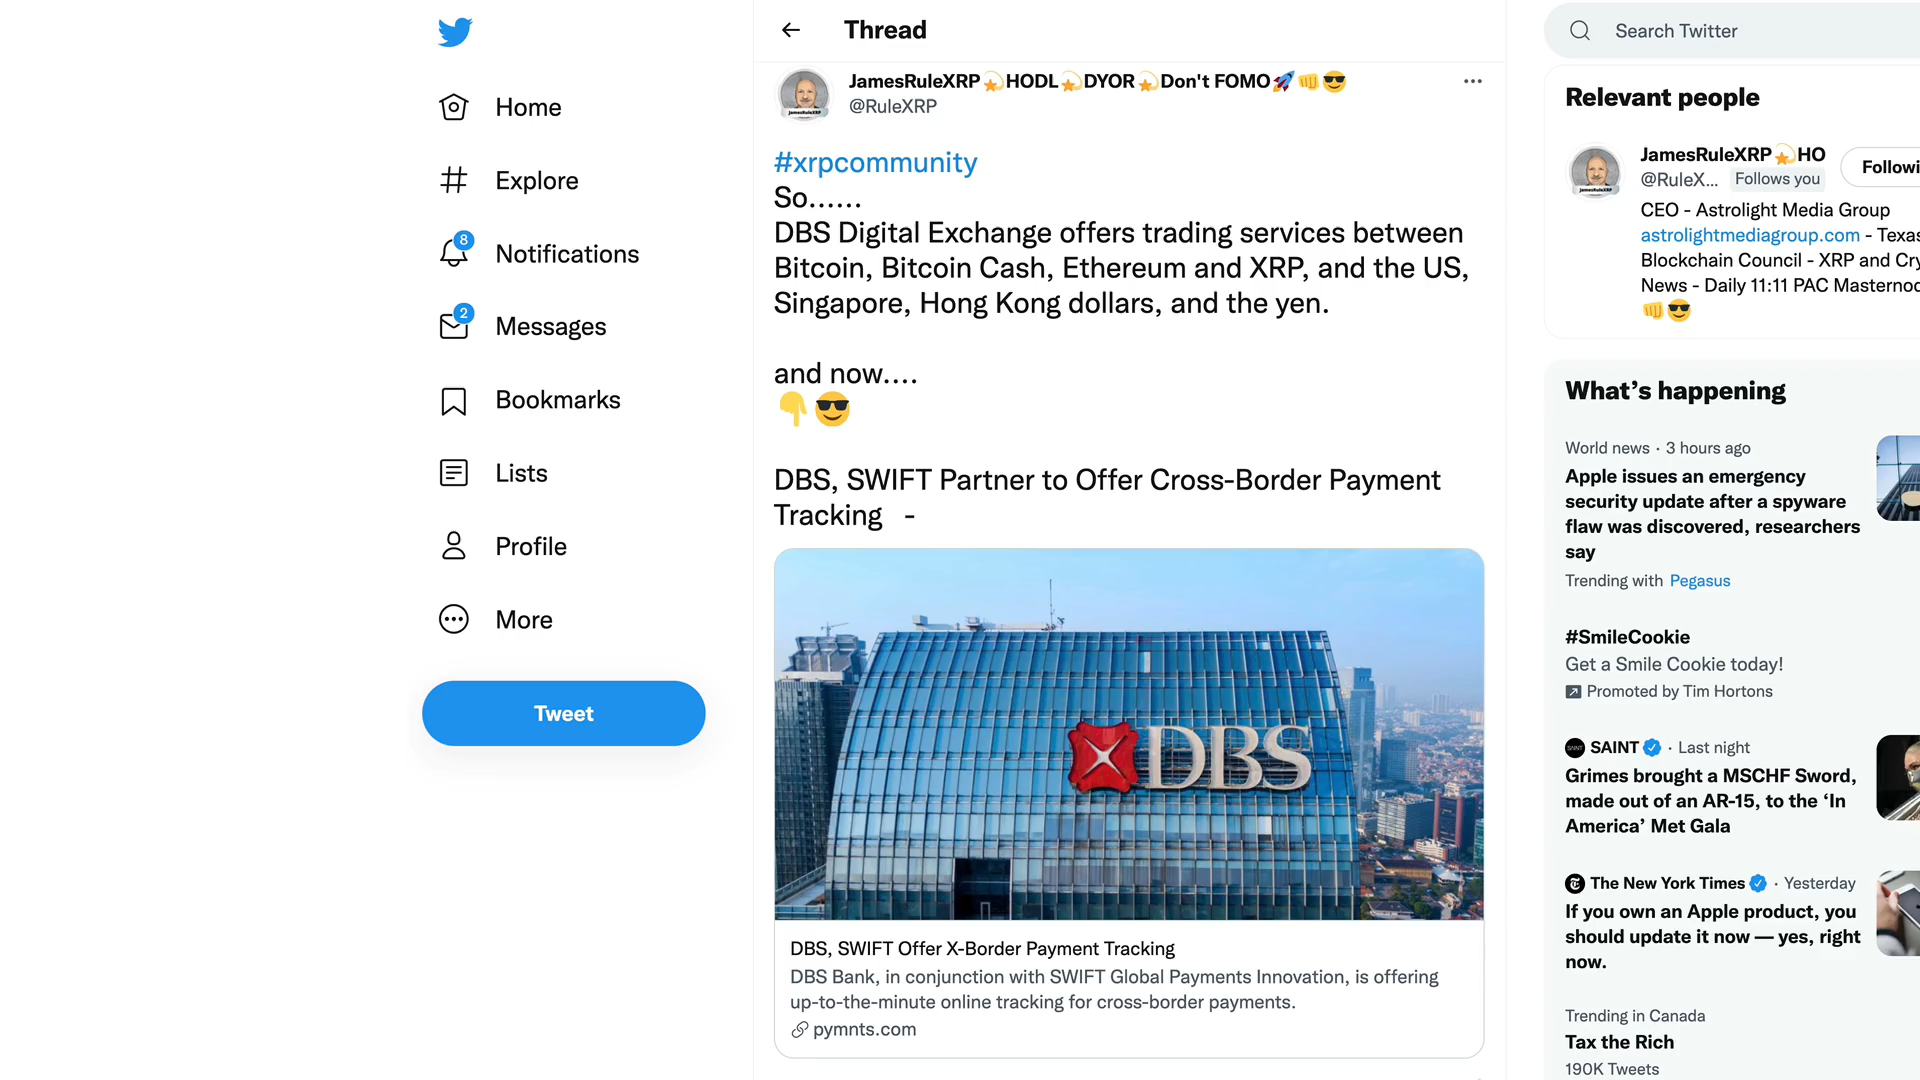 Home
Explore
8
Notifications
2
Messages
Bookmarks
Lists
Profile
More
Tweet
Thread
JamesRuleXRP💫HODL💫DYOR💫Don't FOMO🚀👊😎
@RuleXRP
#xrpcommunity
So......
DBS Digital Exchange offers trading services between
Bitcoin, Bitcoin Cash, Ethereum and XRP, and the US,
Singapore, Hong Kong dollars, and the yen.
and now....
👇😎
DBS, SWIFT Partner to Offer Cross-Border Payment
Tracking -
DBS
DBS, SWIFT Offer X-Border Payment Tracking
DBS Bank, in conjunction with SWIFT Global Payments Innovation, is offering
up-to-the-minute online tracking for cross-border payments.
pymnts.com
Search Twitter
Relevant people
JamesRuleXRP💫HO
@RuleX... Follows you
Followi
CEO - Astrolight Media Group
astrolightmediagroup.com - Texas
Blockchain Council - XRP and Cry
News - Daily 11:11 PAC Masternoo
👊😎
What's happening
World news · 3 hours ago
Apple issues an emergency
security update after a spyware
flaw was discovered, researchers
say
Trending with Pegasus
#SmileCookie
Get a Smile Cookie today!
Promoted by Tim Hortons
SAINT · Last night
Grimes brought a MSCHF Sword,
made out of an AR-15, to the ‘In
America’ Met Gala
The New York Times · Yesterday
If you own an Apple product, you
should update it now — yes, right
now.
Trending in Canada
Tax the Rich
190K Tweets